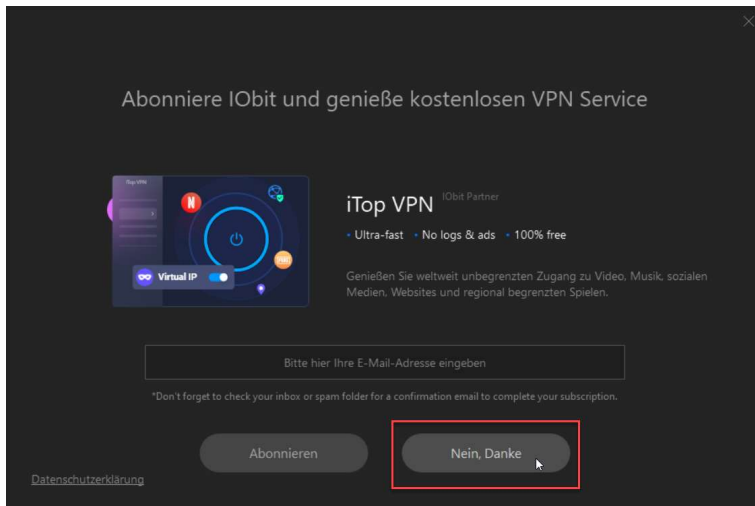 Abonniere IObit und genieße kostenlosen VPN Service
iTop VPN
N
Virtual IP
iTop VPN IObit Partner
• Ultra-fast • No logs & ads • 100% free
Genießen Sie weltweit unbegrenzten Zugang zu Video, Musik, sozialen
Medien, Websites und regional begrenzten Spielen.
Bitte hier Ihre E-Mail-Adresse eingeben
*Don't forget to check your inbox or spam folder for a confirmation email to complete your subscription.
Abonnieren
Nein, Danke
Datenschutzerklärung